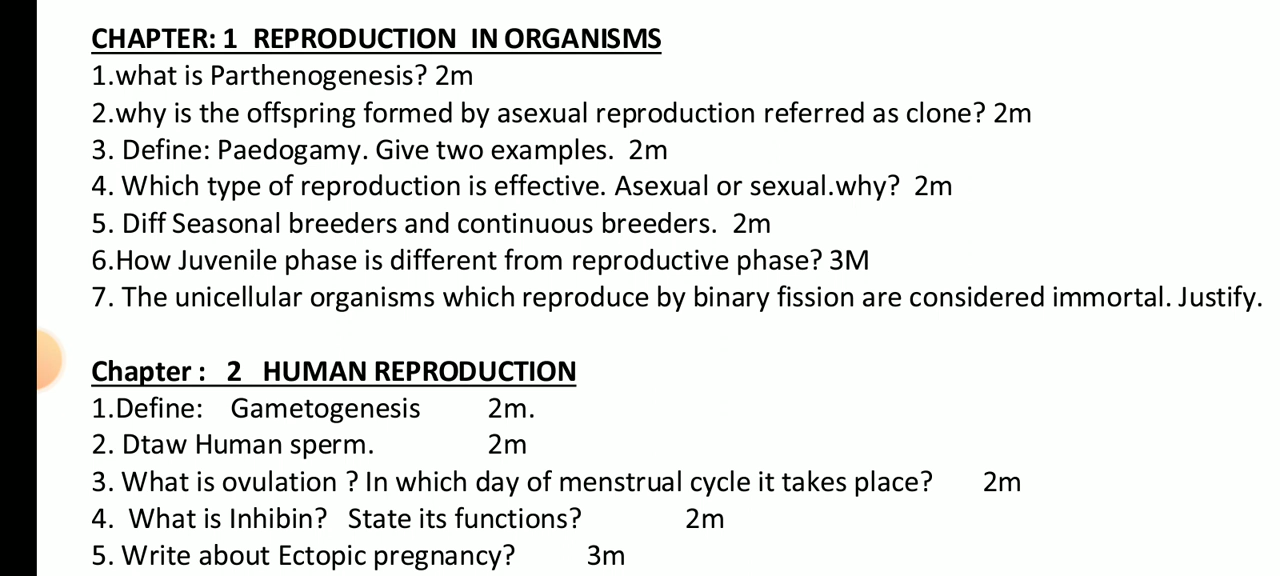 CHAPTER: 1 REPRODUCTION IN ORGANISMS
1.what is Parthenogenesis? 2m
2.why is the offspring formed by asexual reproduction referred as clone? 2m
3. Define: Paedogamy. Give two examples. 2m
4. Which type of reproduction is effective. Asexual or sexual.why? 2m
5. Diff Seasonal breeders and continuous breeders. 2m
6.How Juvenile phase is different from reproductive phase? 3M
7. The unicellular organisms which reproduce by binary fission are considered immortal. Justify.
Chapter : 2 HUMAN REPRODUCTION
1.Define: Gametogenesis 2m.
2. Dtaw Human sperm. 2m
3. What is ovulation ? In which day of menstrual cycle it takes place? 2m
4. What is Inhibin? State its functions? 2m
5. Write about Ectopic pregnancy? 3m